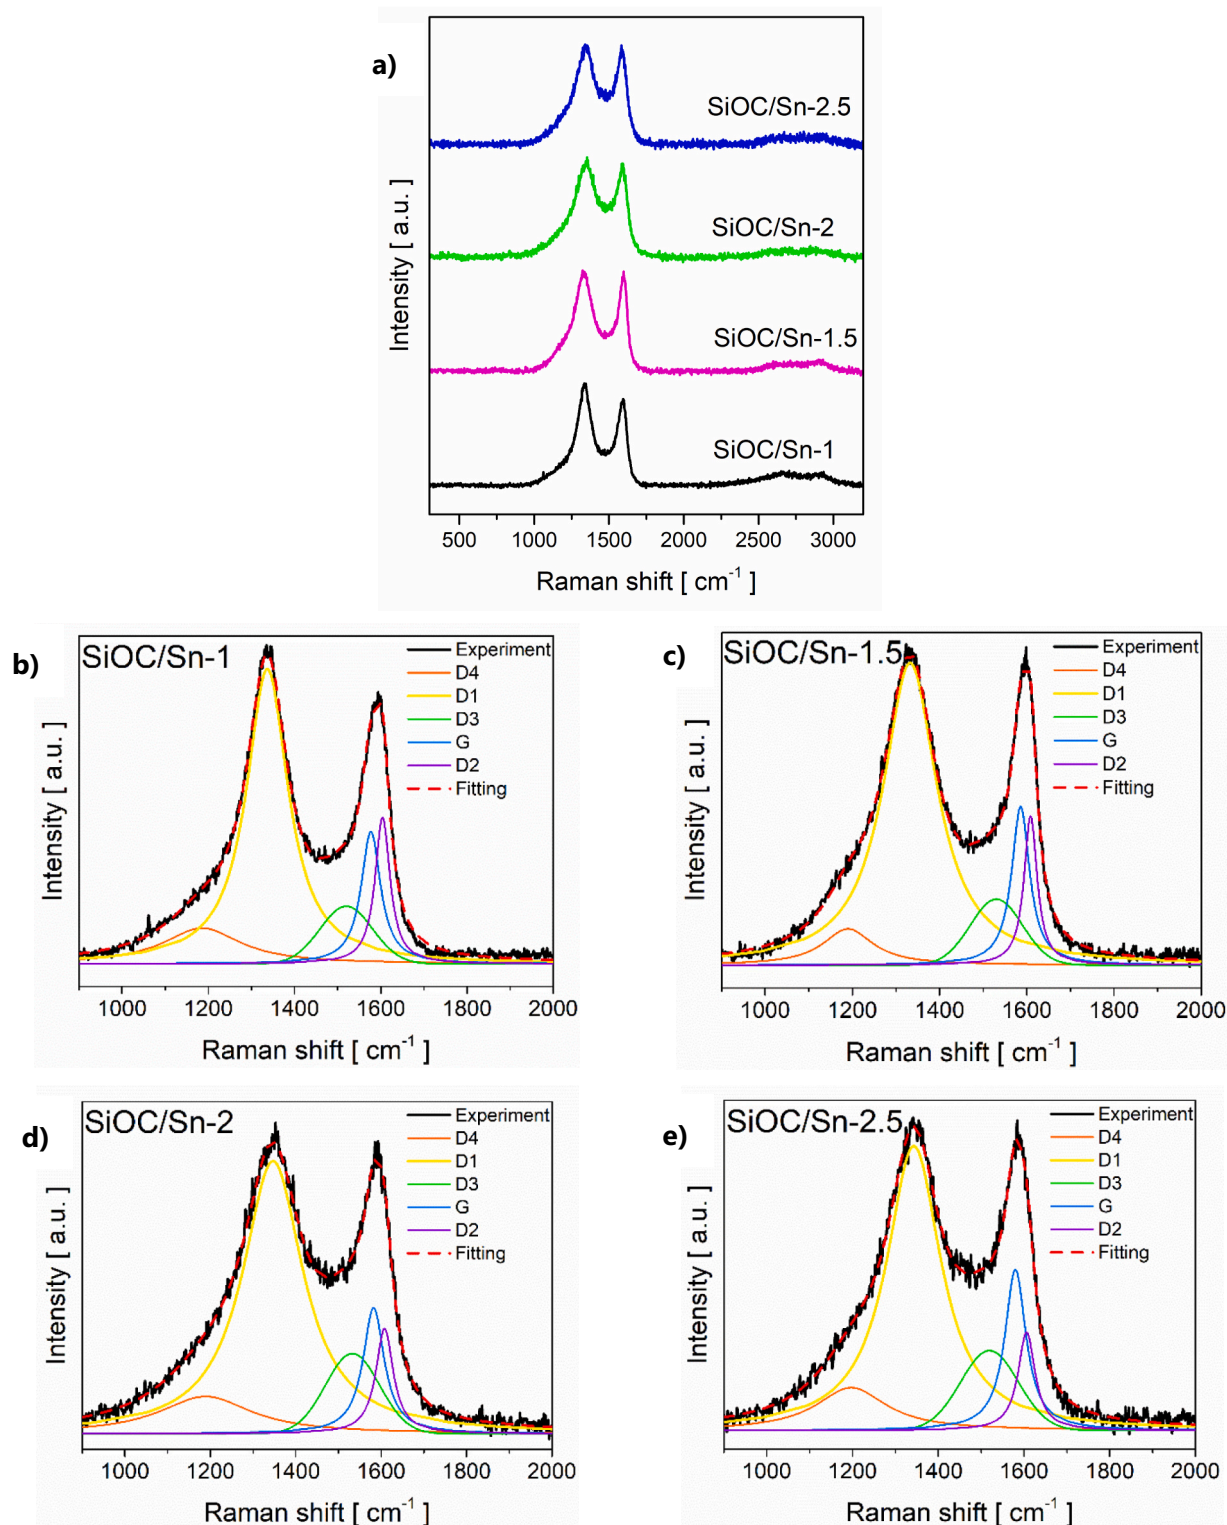 a)
SiOC/Sn-2.5
SiOC/Sn-2
SiOC/Sn-1.5
SiOC/Sn-1
Intensity [ a.u. ]
500 1000 1500 2000 2500 3000
Raman shift [ cm⁻¹ ]
b)
SiOC/Sn-1
Experiment
D4
D1
D3
G
D2
Fitting
Intensity [ a.u. ]
1000 1200 1400 1600 1800 2000
Raman shift [ cm⁻¹ ]
c)
SiOC/Sn-1.5
Experiment
D4
D1
D3
G
D2
Fitting
Intensity [ a.u. ]
1000 1200 1400 1600 1800 2000
Raman shift [ cm⁻¹ ]
d)
SiOC/Sn-2
Experiment
D4
D1
D3
G
D2
Fitting
Intensity [ a.u. ]
1000 1200 1400 1600 1800 2000
Raman shift [ cm⁻¹ ]
e)
SiOC/Sn-2.5
Experiment
D4
D1
D3
G
D2
Fitting
Intensity [ a.u. ]
1000 1200 1400 1600 1800 2000
Raman shift [ cm⁻¹ ]